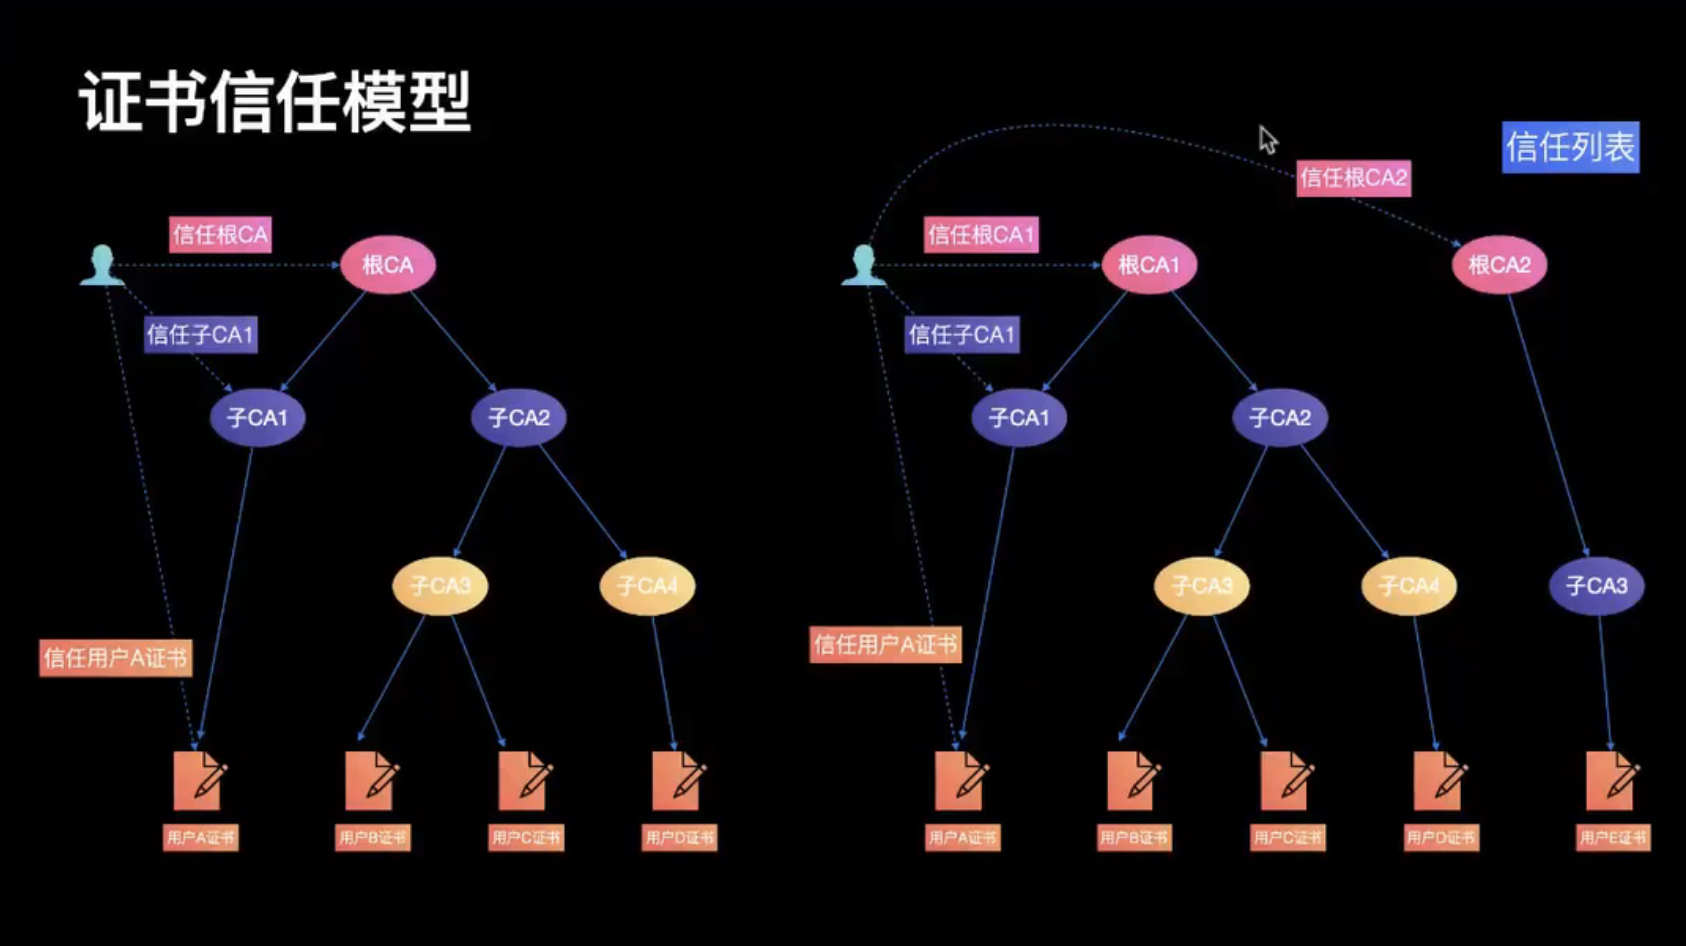 证书信任模型
信任列表
信任根CA2
信任根CA
根CA
信任根CA1
根CA1
根CA2
信任子CA1
信任子CA1
子CA1
子CA2
子CA1
子CA2
子CA3
子CA4
子CA3
子CA4
子CA3
信任用户A证书
信任用户A证书
用户A证书
用户B证书
用户C证书
用户D证书
用户A证书
用户B证书
用户C证书
用户D证书
用户E证书